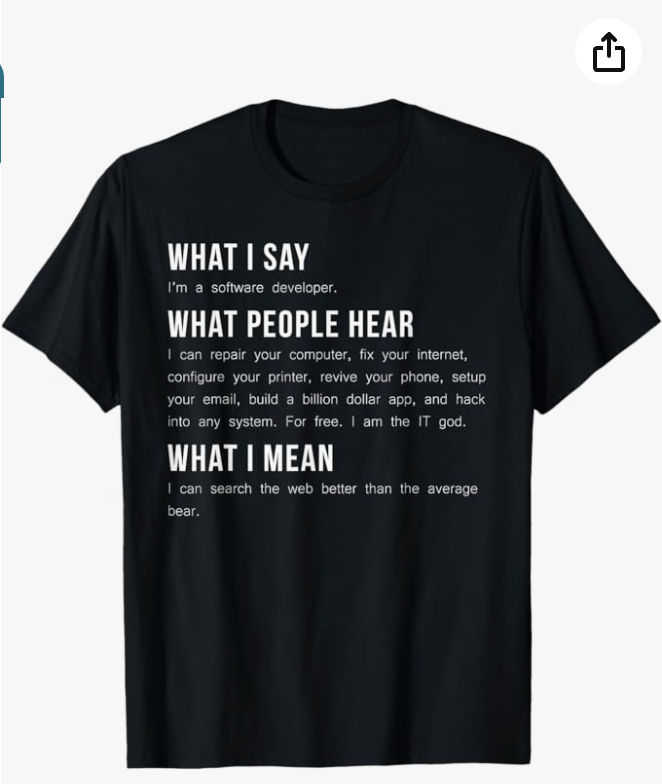 WHAT I SAY
I'm a software developer.
WHAT PEOPLE HEAR
I can repair your computer, fix your internet,
configure your printer, revive your phone, setup
your email, build a billion dollar app, and hack
into any system. For free. I am the IT god.
WHAT I MEAN
I can search the web better than the average
bear.